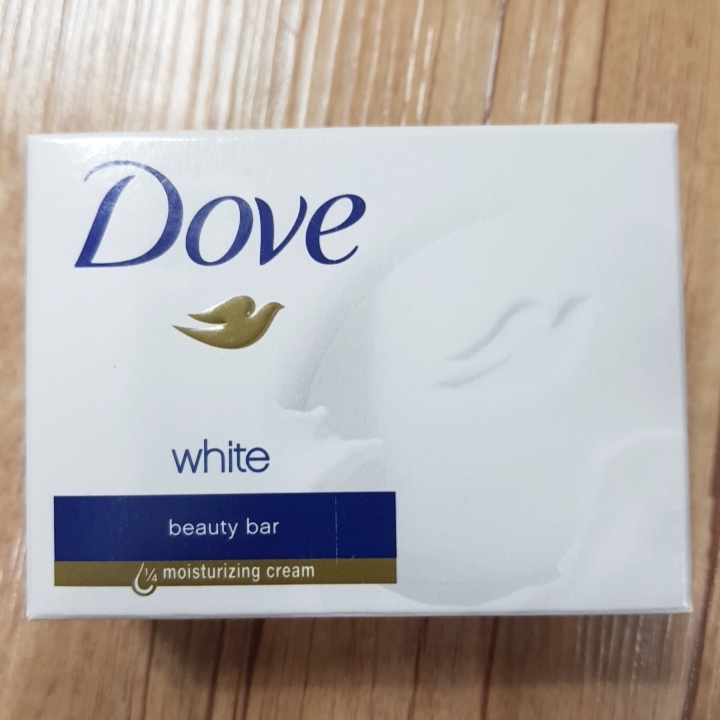 Dove
white
beauty bar
¼ moisturizing cream